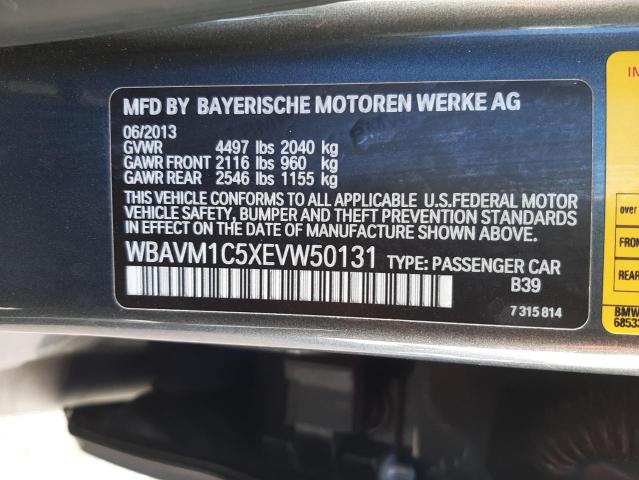 MFD BY BAYERISCHE MOTOREN WERKE AG
06/2013
GVWR 4497 lbs 2040 kg
GAWR FRONT 2116 lbs 960 kg
GAWR REAR 2546 lbs 1155 kg
THIS VEHICLE CONFORMS TO ALL APPLICABLE U.S.FEDERAL MOTOR
VEHICLE SAFETY, BUMPER AND THEFT PREVENTION STANDARDS
IN EFFECT ON THE DATE OF MANUFACTURE SHOWN ABOVE.
WBAVM1C5XEVW50131 TYPE: PASSENGER CAR
B39
7 315 814
over
REAR
BMW